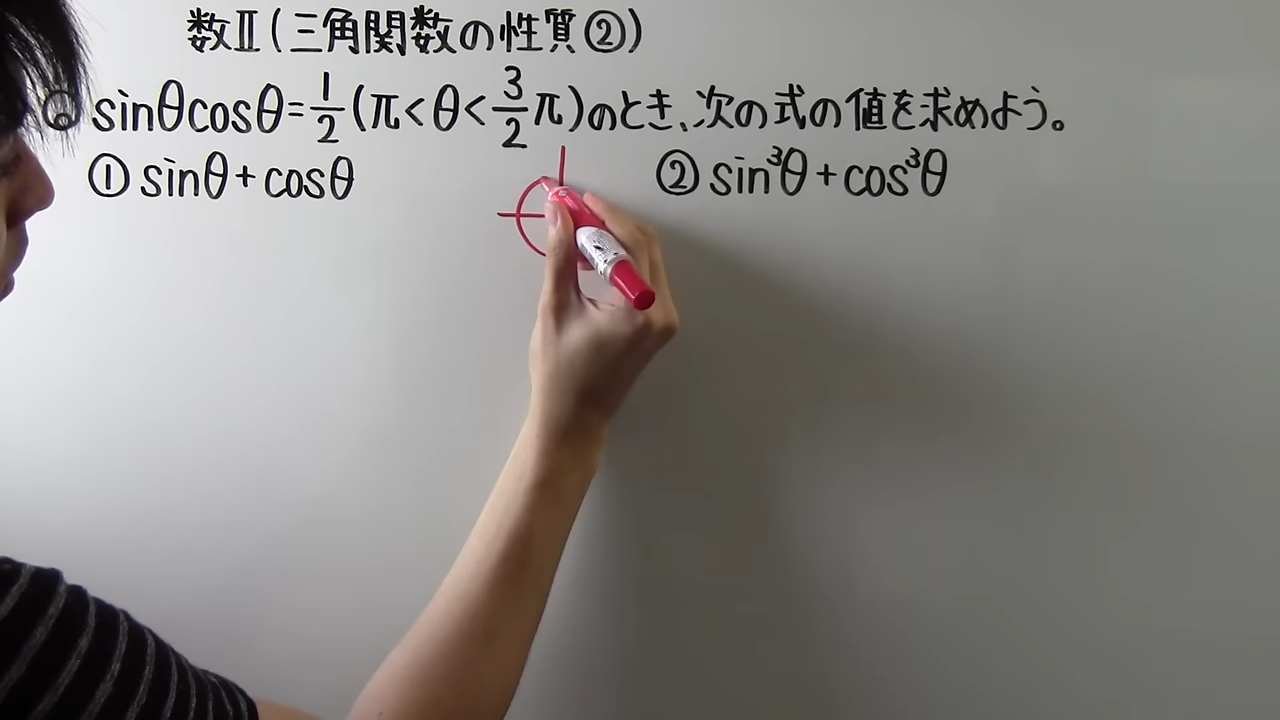 数Ⅱ(三角関数の性質②)
◎ sinθcosθ=1/2(π<θ<3/2π)のとき、次の式の値を求めよう。
① sinθ+cosθ
② sin³θ+cos³θ